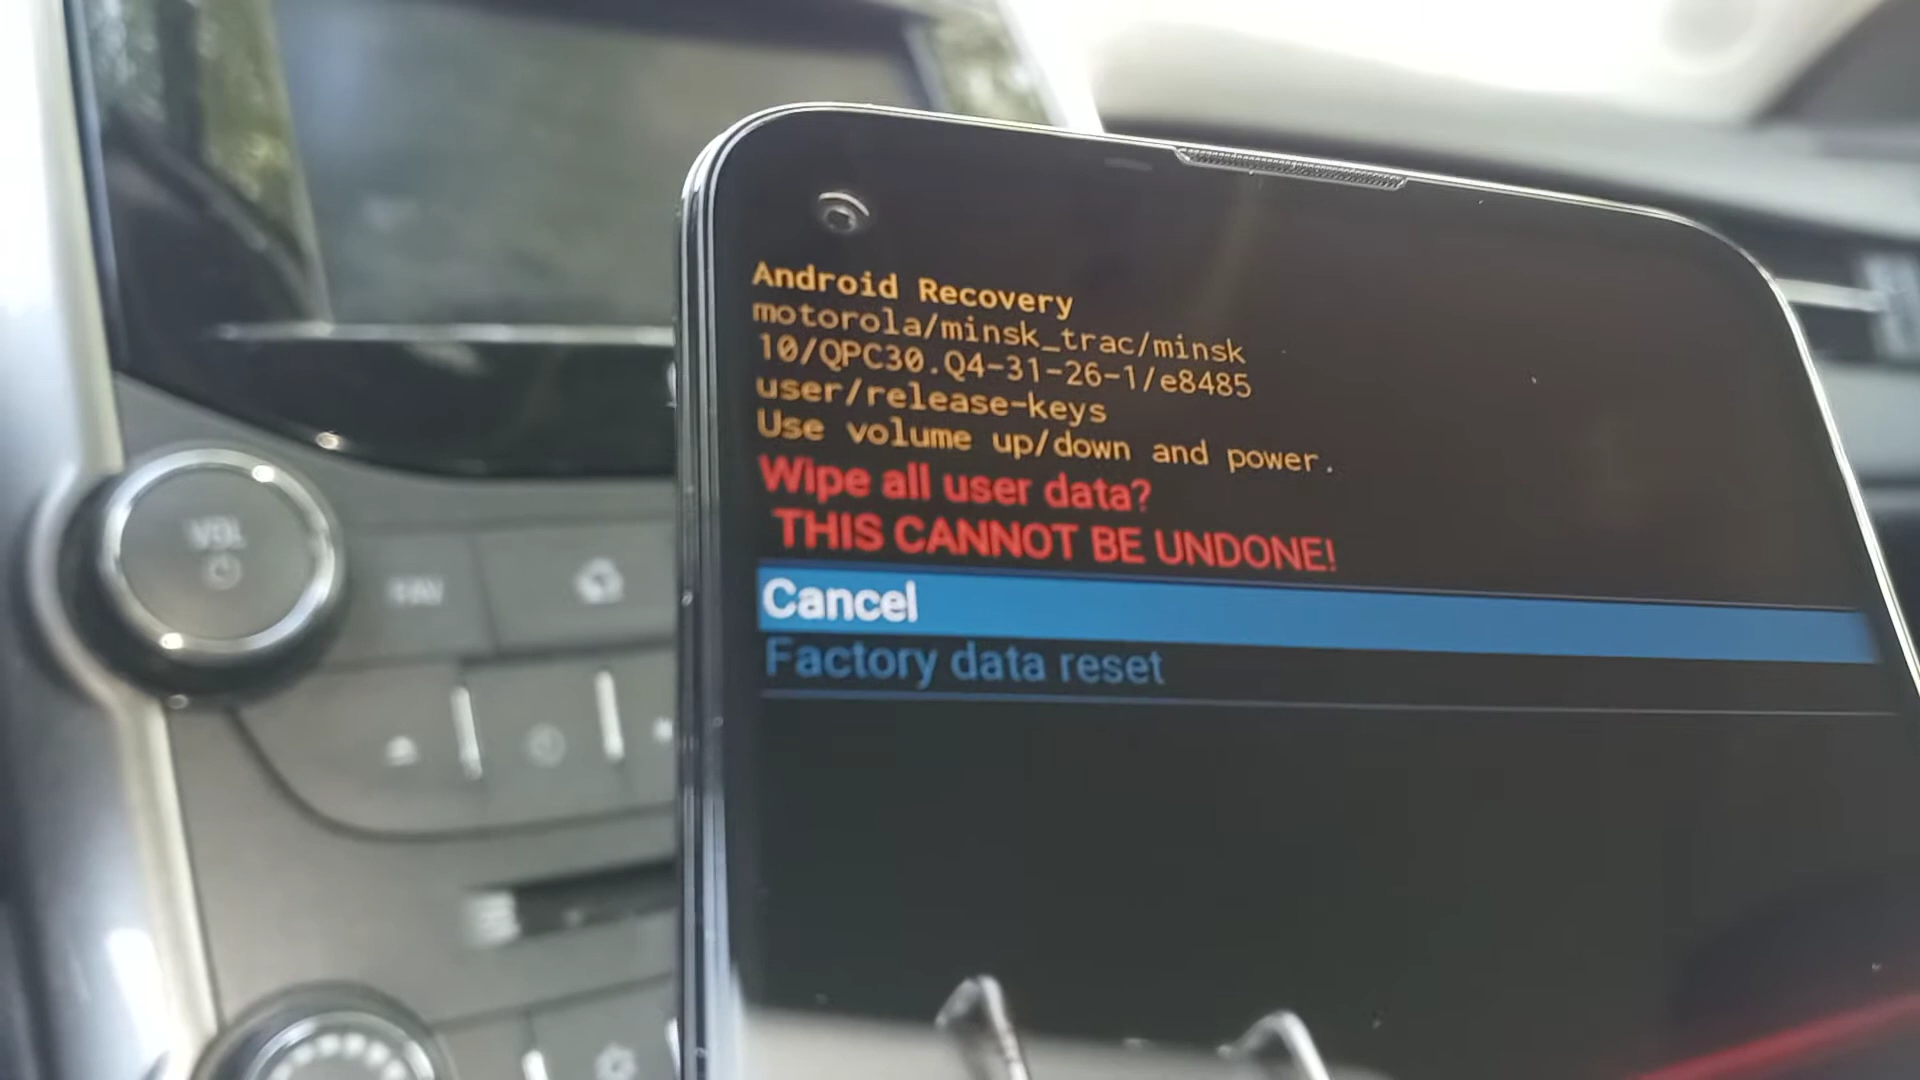 Android Recovery
motorola/minsk_trac/minsk
10/QPC30.Q4-31-26-1/e8485
user/release-keys
Use volume up/down and power.
Wipe all user data?
THIS CANNOT BE UNDONE!
Cancel
Factory data reset
VOL
FAV